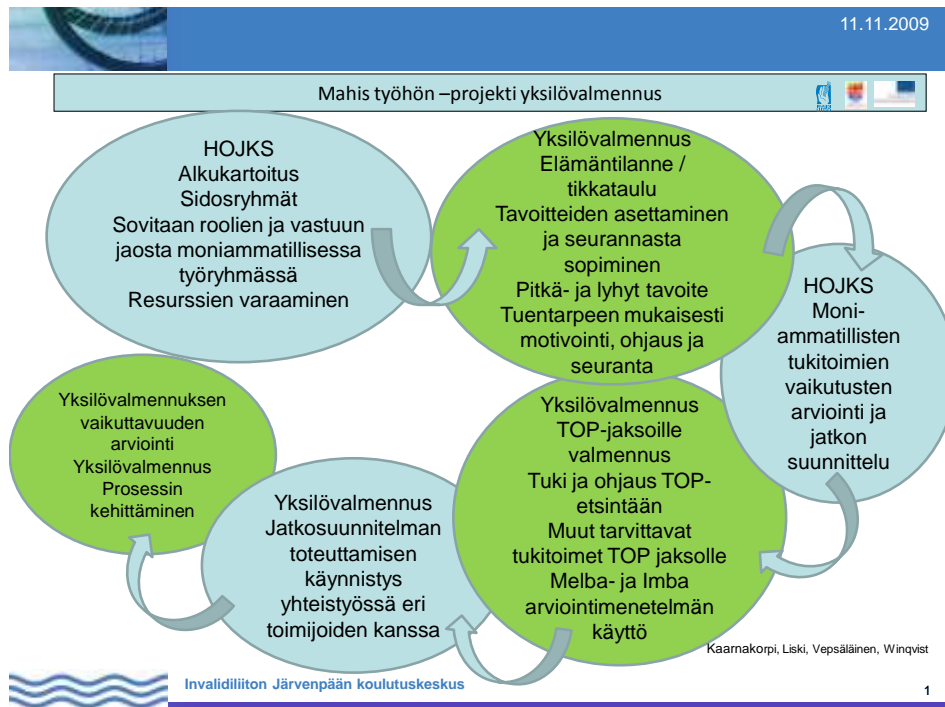 11.11.2009
Mahis työhön –projekti yksilövalmennus
HOJKS
Alkukartoitus
Sidosryhmät
Sovitaan roolien ja vastuun
jaosta moniammatillisessa
työryhmässä
Resurssien varaaminen
Yksilövalmennus
Elämäntilanne /
tikkataulu
Tavoitteiden asettaminen
ja seurannasta
sopiminen
Pitkä- ja lyhyt tavoite
Tuentarpeen mukaisesti
motivointi, ohjaus ja
seuranta
HOJKS
Moni-
ammatillisten
tukitoimien
vaikutusten
arviointi ja
jatkon
suunnittelu
Yksilövalmennus
TOP-jaksoille
valmennus
Tuki ja ohjaus TOP-
etsintään
Muut tarvittavat
tukitoimet TOP jaksolle
Melba- ja Imba
arviointimenetelmän
käyttö
Yksilövalmennus
Jatkosuunnitelman
toteuttamisen
käynnistys
yhteistyössä eri
toimijoiden kanssa
Yksilövalmennuksen
vaikuttavuuden
arviointi
Yksilövalmennus
Prosessin
kehittäminen
Kaarnakorpi, Liski, Vepsäläinen, Winqvist
Invalidiliiton Järvenpään koulutuskeskus
1